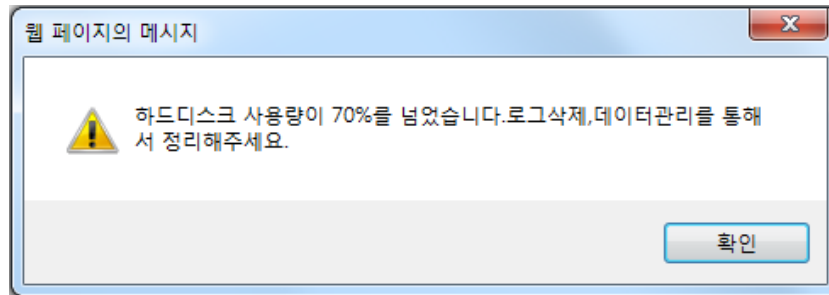 웹 페이지의 메시지
하드디스크 사용량이 70%를 넘었습니다.로그삭제,데이터관리를 통해
서 정리해주세요.
확인